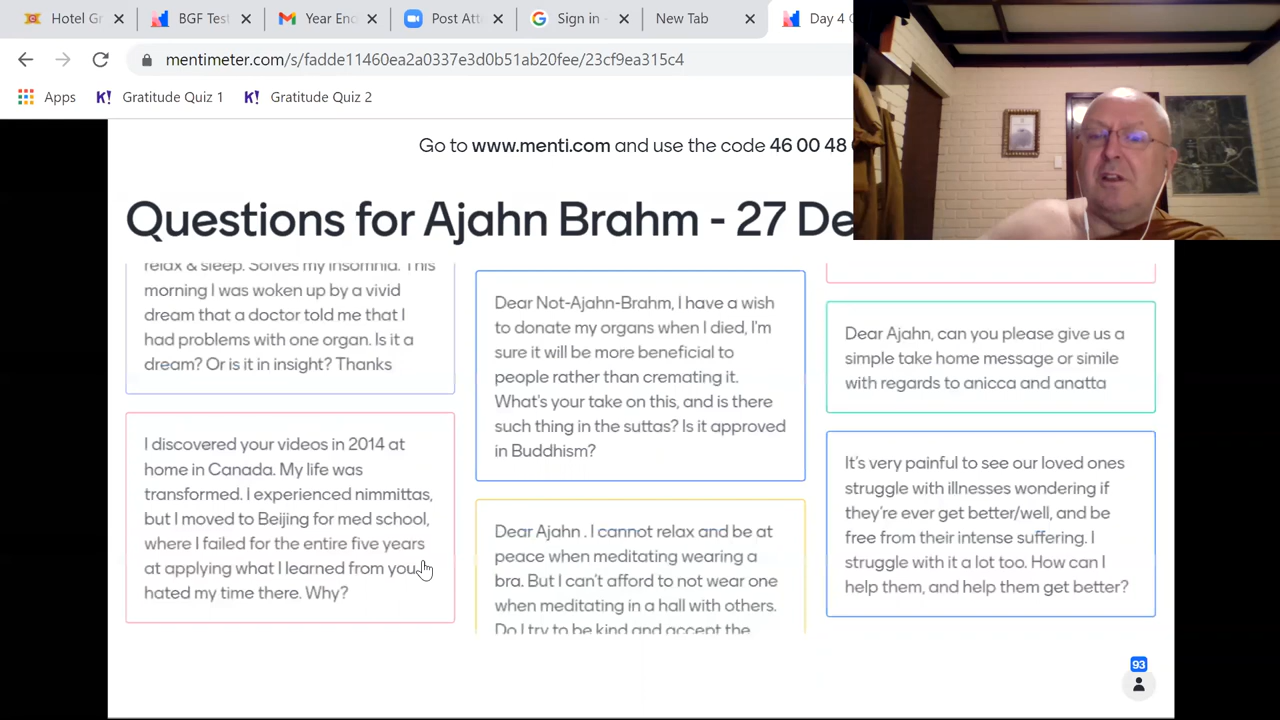 Hotel Gr
BGF Test
Year End
Post Att
Sign in -
New Tab
Day 4
mentimeter.com/s/fadde11460ea2a0337e3d0b51ab20fee/23cf9ea315c4
Apps
Gratitude Quiz 1
Gratitude Quiz 2
Go to www.menti.com and use the code 46 00 48
Questions for Ajahn Brahm - 27 De
relax & sleep. Solves my insomnia. This
morning I was woken up by a vivid
dream that a doctor told me that I
had problems with one organ. Is it a
dream? Or is it in insight? Thanks
I discovered your videos in 2014 at
home in Canada. My life was
transformed. I experienced nimmittas,
but I moved to Beijing for med school,
where I failed for the entire five years
at applying what I learned from you.
hated my time there. Why?
Dear Not-Ajahn-Brahm, I have a wish
to donate my organs when I died, I'm
sure it will be more beneficial to
people rather than cremating it.
What's your take on this, and is there
such thing in the suttas? Is it approved
in Buddhism?
Dear Ajahn . I cannot relax and be at
peace when meditating wearing a
bra. But I can't afford to not wear one
when meditating in a hall with others.
Do I try to be kind and accept the
Dear Ajahn, can you please give us a
simple take home message or simile
with regards to anicca and anatta
It's very painful to see our loved ones
struggle with illnesses wondering if
they're ever get better/well, and be
free from their intense suffering. I
struggle with it a lot too. How can I
help them, and help them get better?
93